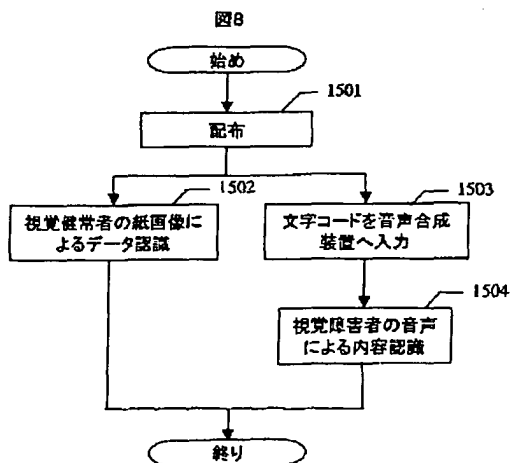 図8
始め
1501
配布
1502
視覚健常者の紙画像に
よるデータ認識
1503
文字コードを音声合成
装置へ入力
1504
視覚障害者の音声
による内容認識
終り